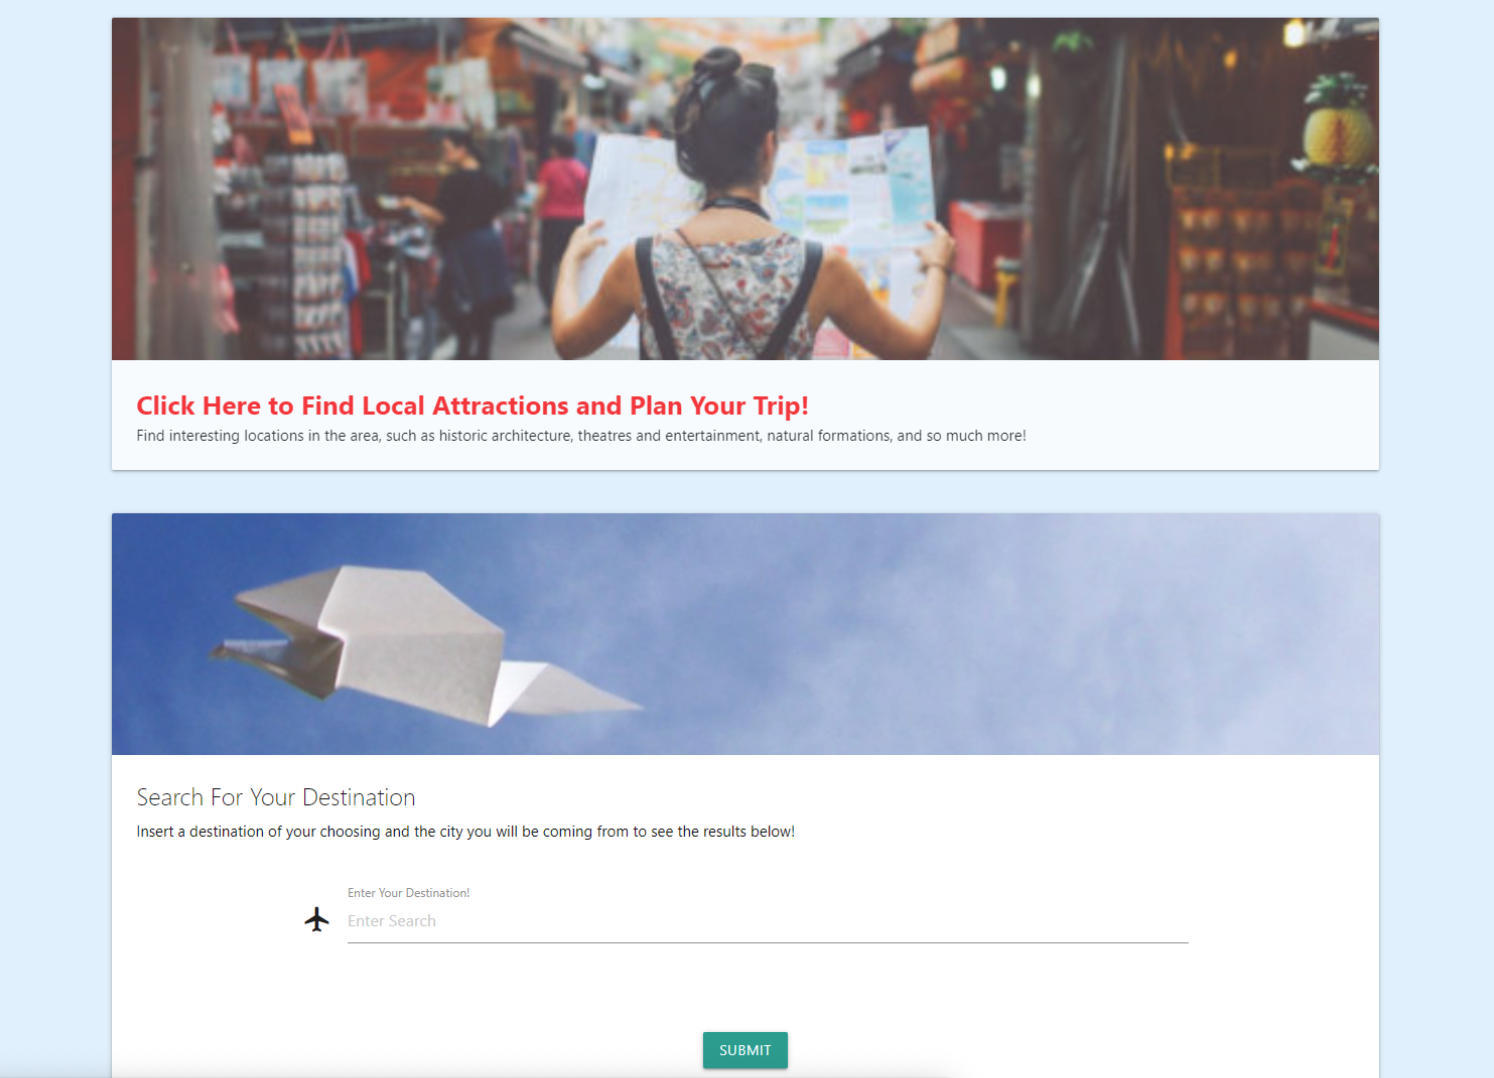 Click Here to Find Local Attractions and Plan Your Trip!
Find interesting locations in the area, such as historic architecture, theatres and entertainment, natural formations, and so much more!
Search For Your Destination
Insert a destination of your choosing and the city you will be coming from to see the results below!
Enter Your Destination!
Enter Search
SUBMIT